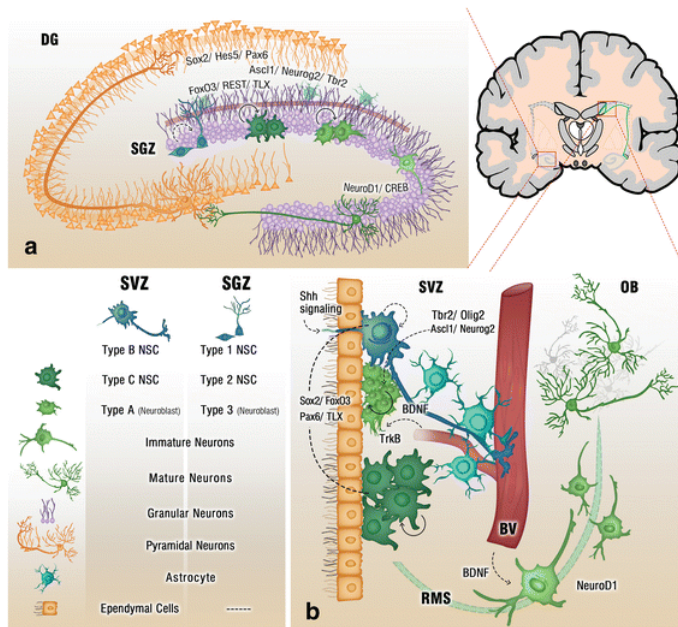 DG
Sox2/ Hes5/ Pax6
Ascl1/ Neurog2/ Tbr2
FoxO3/ REST/ TLX
SGZ
NeuroD1/ CREB
a
SVZ SGZ
Type B NSC Type 1 NSC
Type C NSC Type 2 NSC
Type A (Neuroblast) Type 3 (Neuroblast)
Immature Neurons
Mature Neurons
Granular Neurons
Pyramidal Neurons
Astrocyte
Ependymal Cells ------
Shh
signaling
SVZ
OB
Tbr2/ Olig2
Ascl1/ Neurog2
Sox2/ FoxO3
Pax6/ TLX
BDNF
TrkB
BV
BDNF
NeuroD1
RMS
b